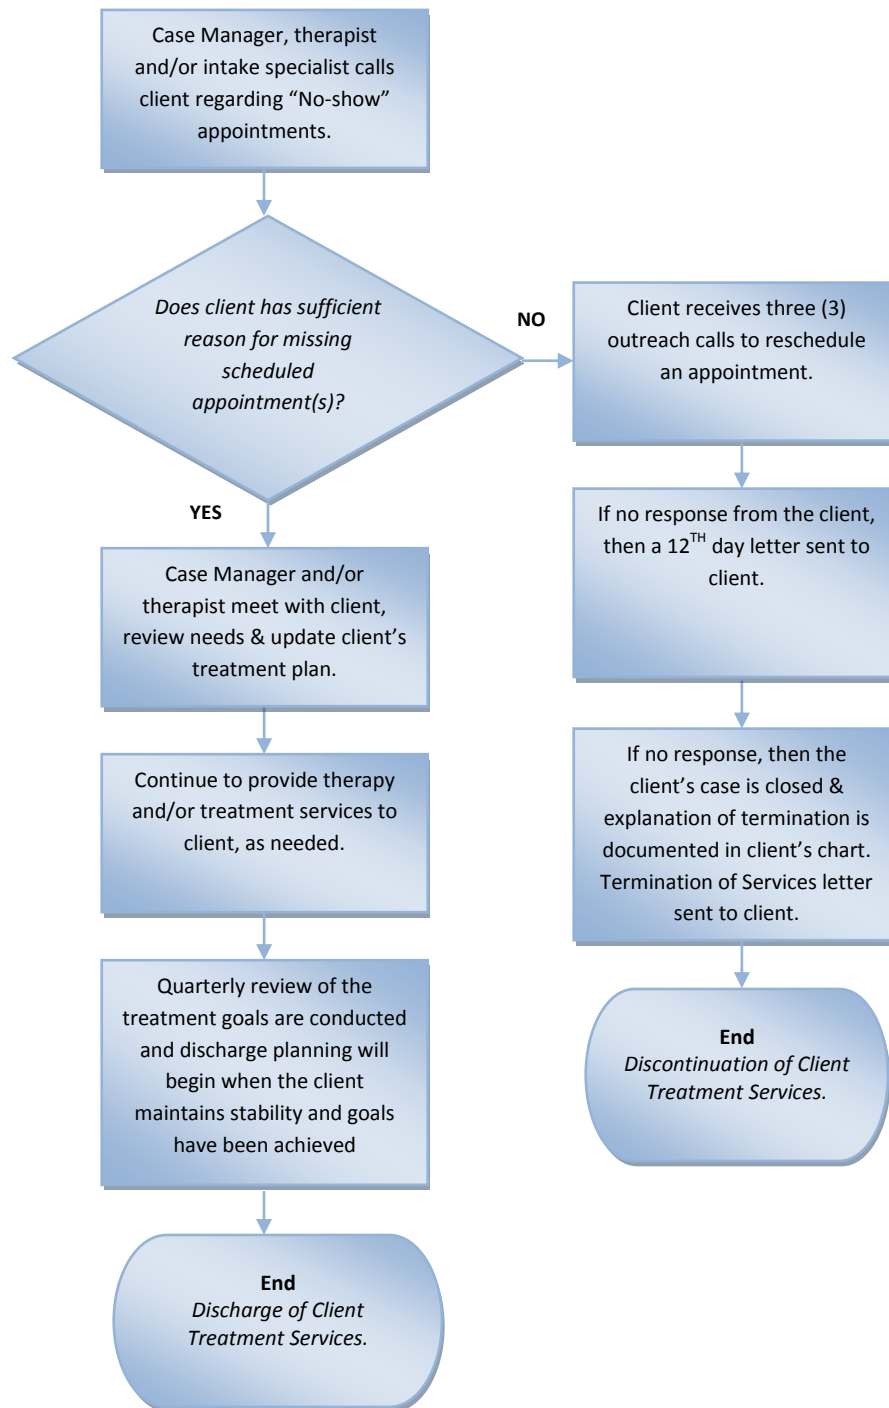 Case Manager, therapist
and/or intake specialist calls
client regarding “No-show”
appointments.
Does client has sufficient
reason for missing
scheduled
appointment(s)?
NO
Client receives three (3)
outreach calls to reschedule
an appointment.
If no response from the client,
then a 12TH day letter sent to
client.
If no response, then the
client’s case is closed &
explanation of termination is
documented in client’s chart.
Termination of Services letter
sent to client.
End
Discontinuation of Client
Treatment Services.
YES
Case Manager and/or
therapist meet with client,
review needs & update client’s
treatment plan.
Continue to provide therapy
and/or treatment services to
client, as needed.
Quarterly review of the
treatment goals are conducted
and discharge planning will
begin when the client
maintains stability and goals
have been achieved
End
Discharge of Client
Treatment Services.